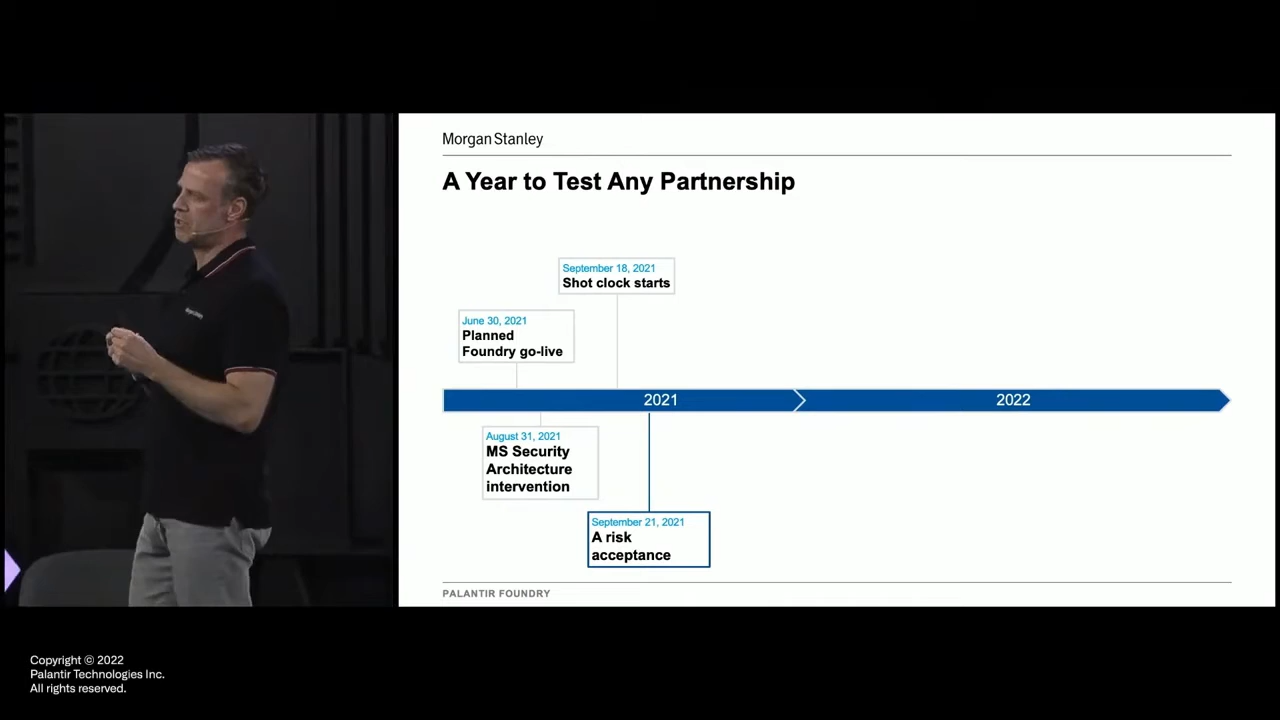 Morgan Stanley
A Year to Test Any Partnership
September 18, 2021
Shot clock starts
June 30, 2021
Planned
Foundry go-live
2021
2022
August 31, 2021
MS Security
Architecture
intervention
September 21, 2021
A risk
acceptance
PALANTIR FOUNDRY
Copyright © 2022
Palantir Technologies Inc.
All rights reserved.